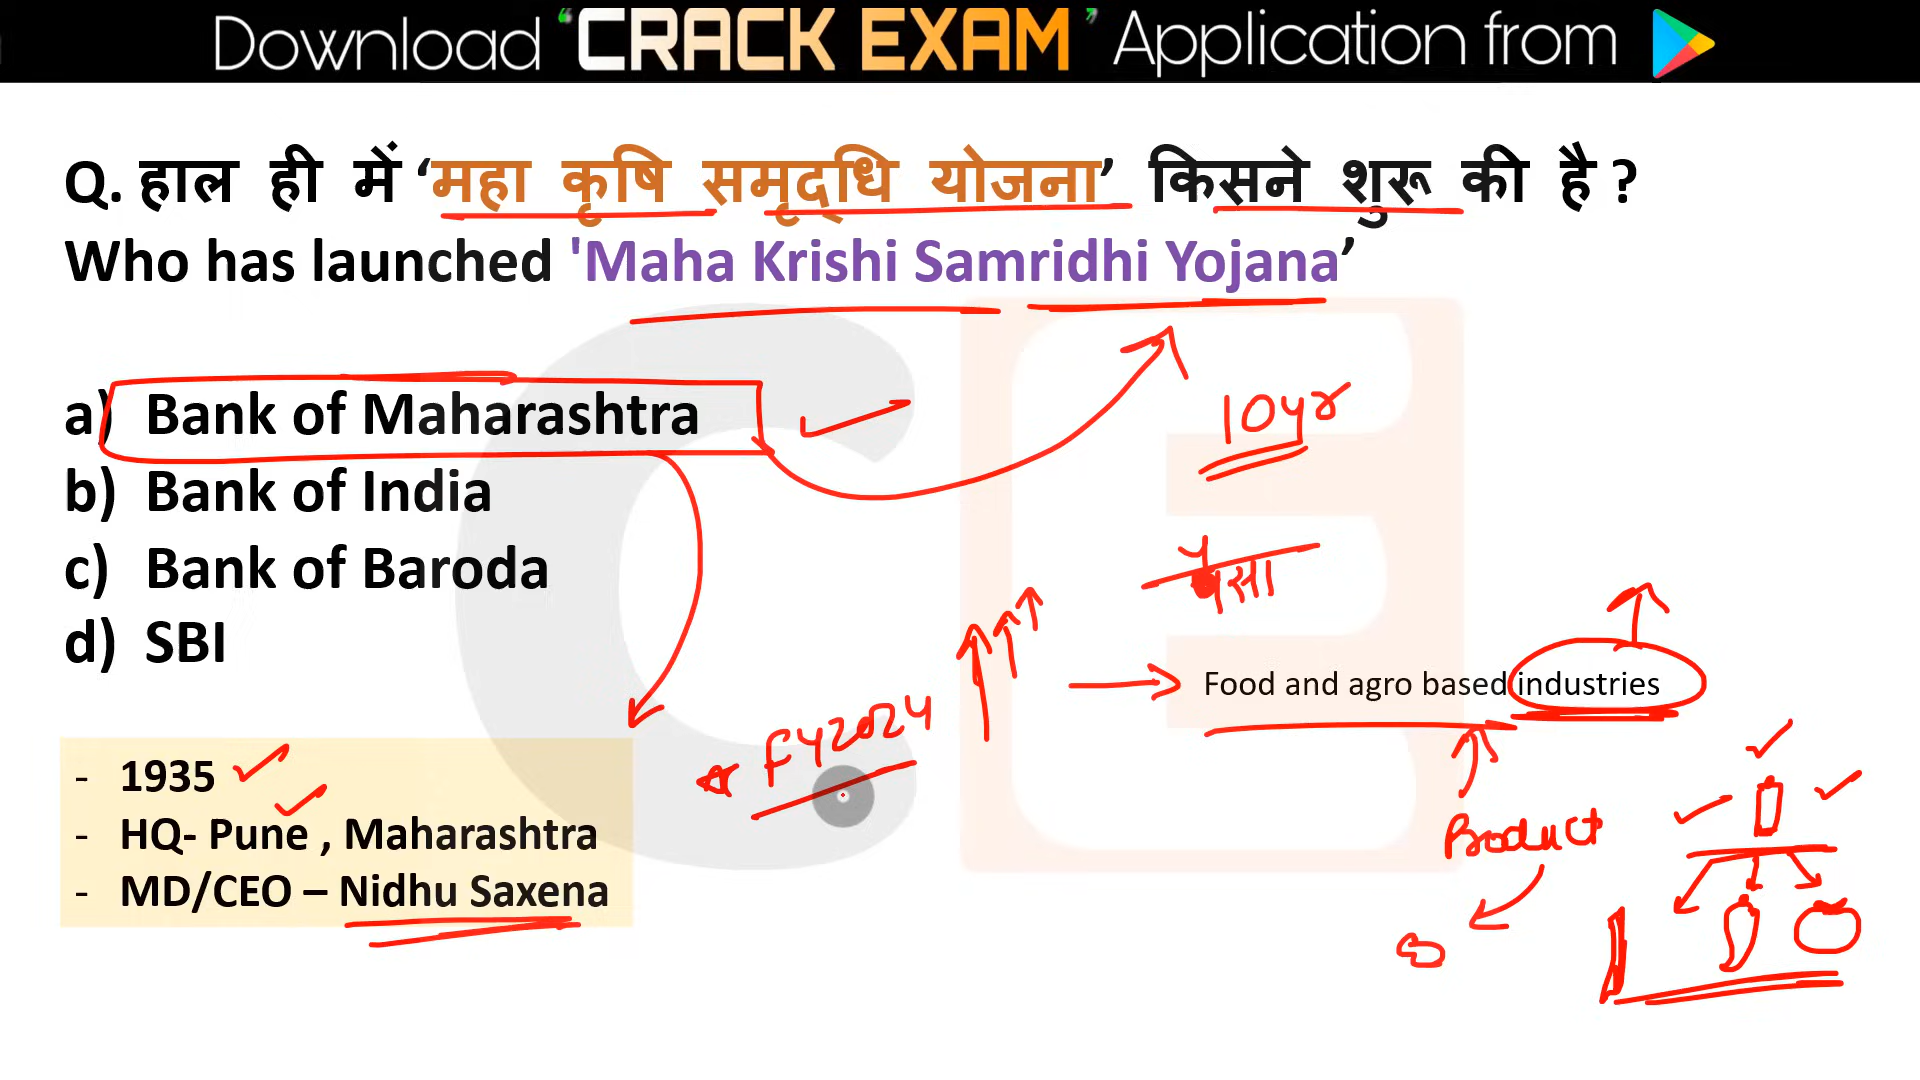 Download 'CRACK EXAM' Application from
Q. हाल ही में ‘महा कृषि समृद्धि योजना’ किसने शुरू की है ?
Who has launched 'Maha Krishi Samridhi Yojana’
a) Bank of Maharashtra
b) Bank of India
c) Bank of Baroda
d) SBI
10yr
Food and agro based industries
FY2024
Product
- 1935
- HQ- Pune , Maharashtra
- MD/CEO – Nidhu Saxena